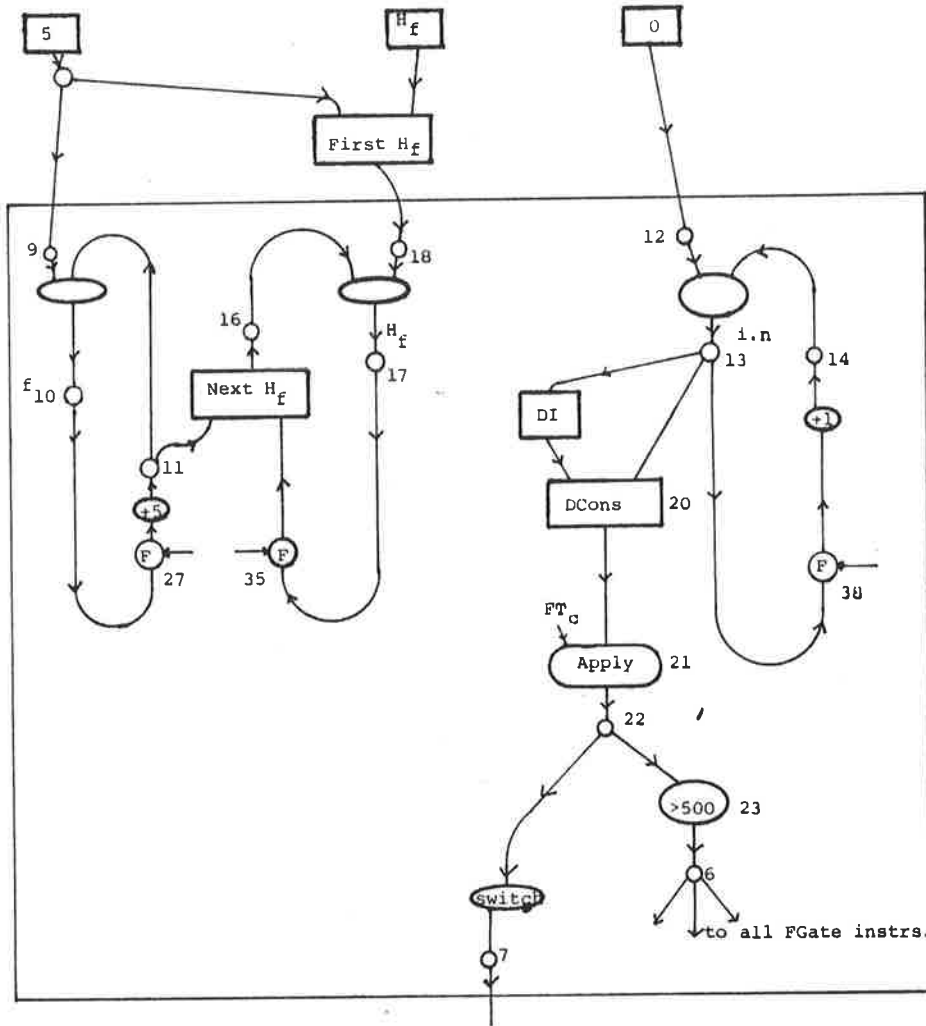 5
H_f
0
First H_f
9
18
12
16
H_f
i.n
13
14
f
10
17
Next H_f
DI
+1
11
DCons
20
+5
F
F
F
27
35
38
FT_c
Apply
21
22
>500
23
6
switch
to all FGate instrs.
7